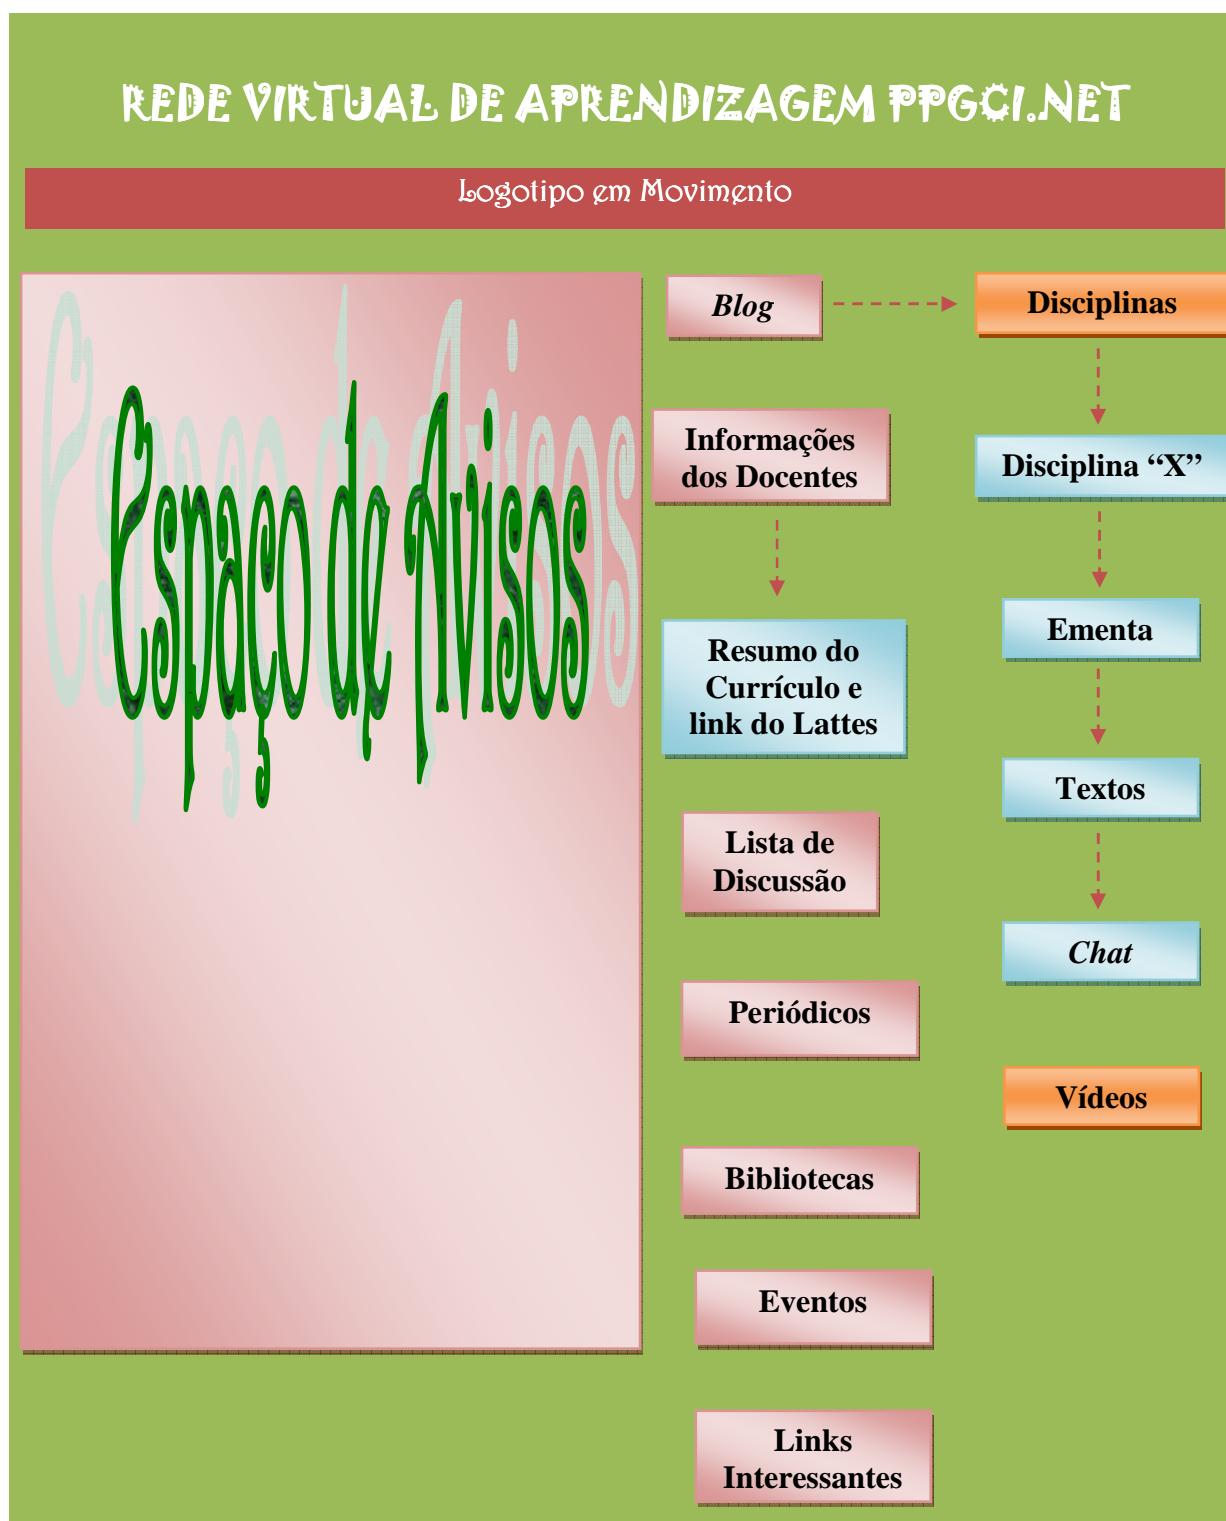 REDE VIRTUAL DE APRENDIZAGEM PPGCI.NET
Logotipo em Movimento
Espaço de Avisos
Blog
Disciplinas
Informações
dos Docentes
Disciplina “X”
Resumo do
Currículo e
link do Lattes
Ementa
Textos
Lista de
Discussão
Chat
Periódicos
Vídeos
Bibliotecas
Eventos
Links
Interessantes